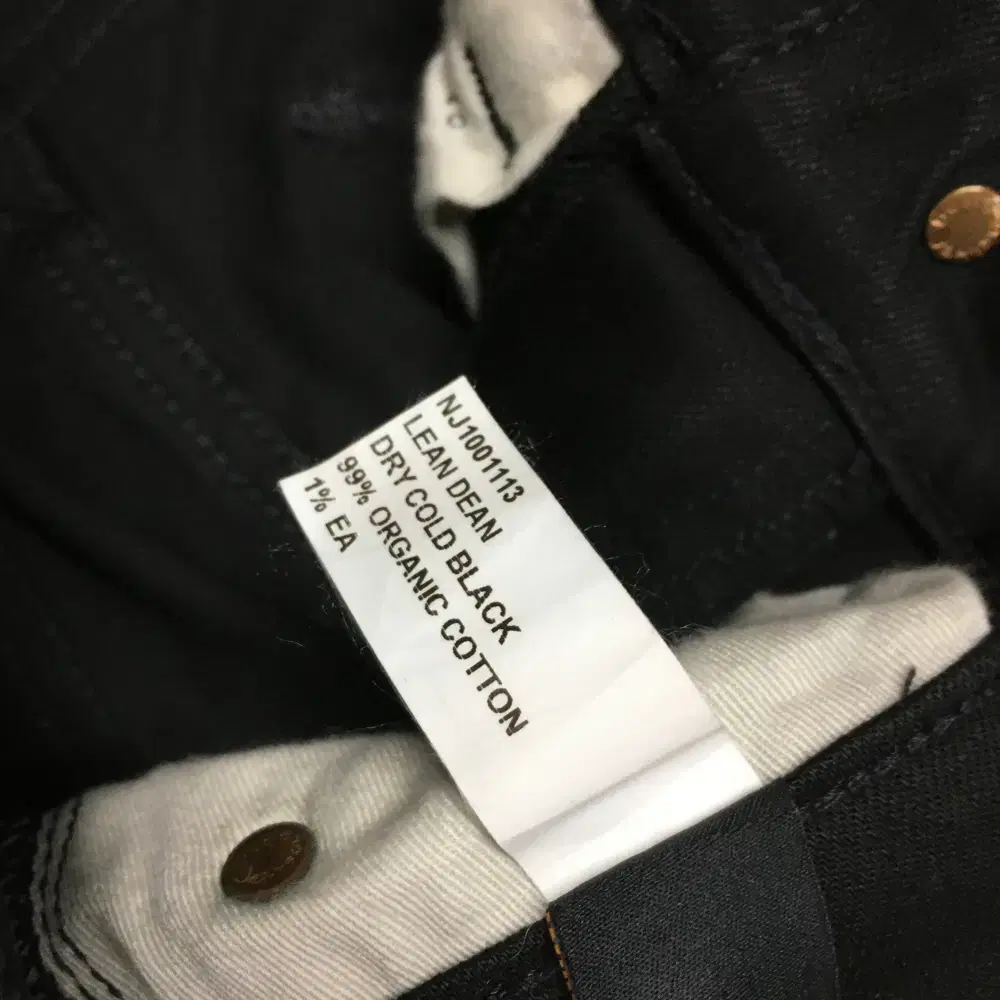 NJ1001113
LEAN DEAN
DRY COLD BLACK
99% ORGANIC COTTON
1% EA